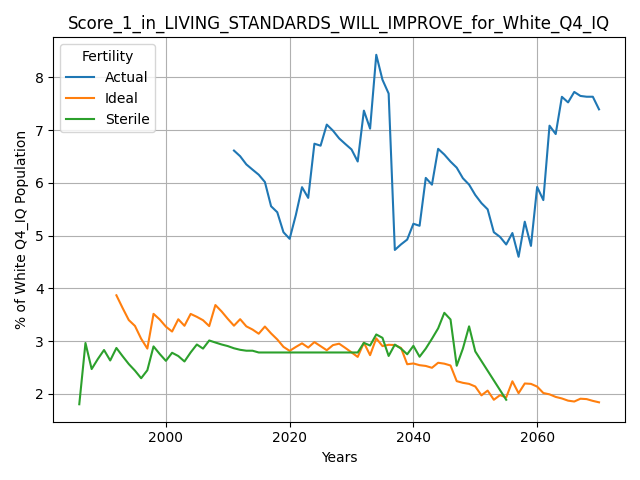 Score_1_in_LIVING_STANDARDS_WILL_IMPROVE_for_White_Q4_IQ
Fertility
Actual
Ideal
Sterile
% of White Q4_IQ Population
8
7
6
5
4
3
2
2000
2020
2040
2060
Years